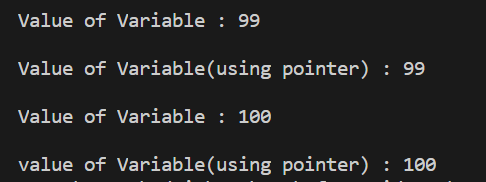 Value of Variable : 99
Value of Variable(using pointer) : 99
Value of Variable : 100
value of Variable(using pointer) : 100